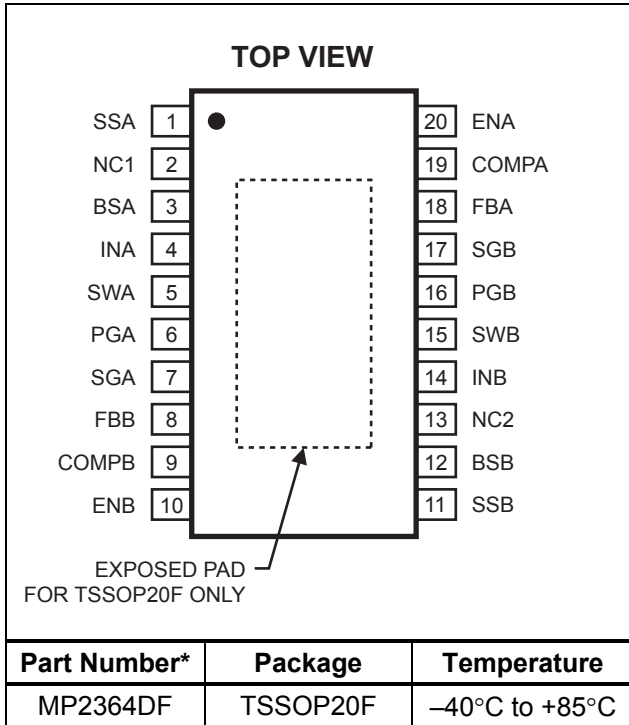 TOP VIEW
SSA 1 20 ENA
NC1 2 19 COMPA
BSA 3 18 FBA
INA 4 17 SGB
SWA 5 16 PGB
PGA 6 15 SWB
SGA 7 14 INB
FBB 8 13 NC2
COMPB 9 12 BSB
ENB 10 11 SSB
EXPOSED PAD
FOR TSSOP20F ONLY
Part Number* Package Temperature
MP2364DF TSSOP20F –40°C to +85°C